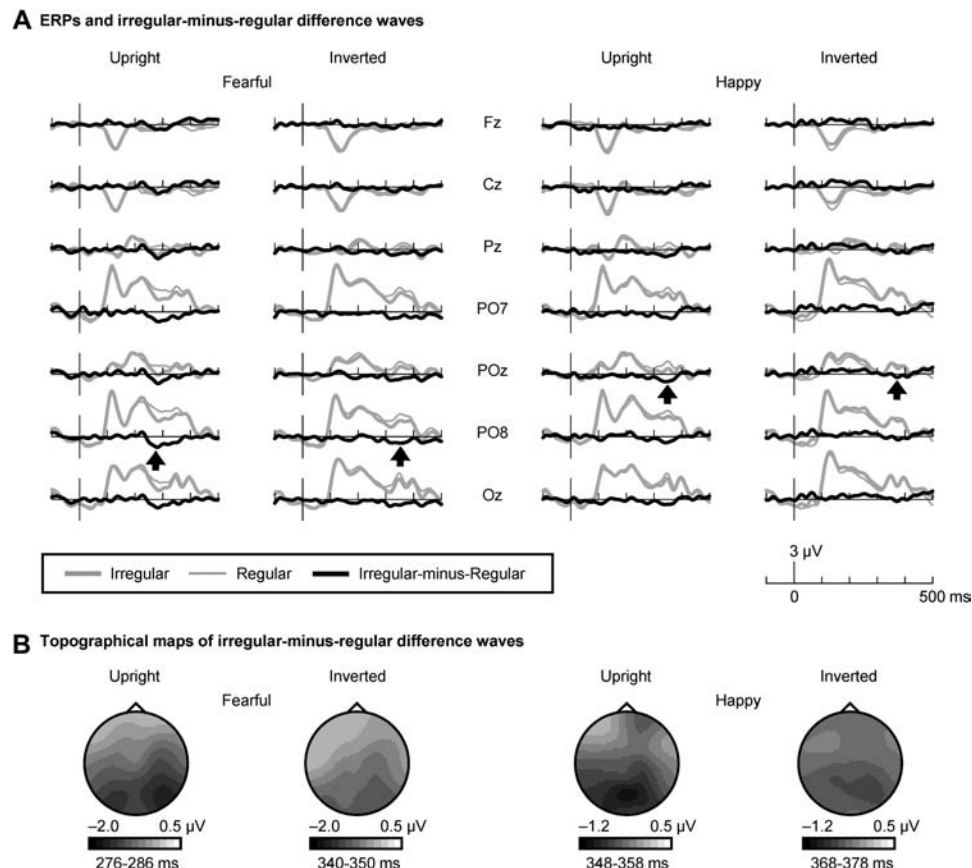 A ERPs and irregular-minus-regular difference waves
Upright Inverted Upright Inverted
Fearful Happy
Fz
Cz
Pz
PO7
POz
PO8
Oz
Irregular Regular Irregular-minus-Regular
3 µV
0 500 ms
B Topographical maps of irregular-minus-regular difference waves
Upright Inverted Upright Inverted
Fearful Happy
–2.0 0.5 µV –2.0 0.5 µV –1.2 0.5 µV –1.2 0.5 µV
276-286 ms 340-350 ms 348-358 ms 368-378 ms